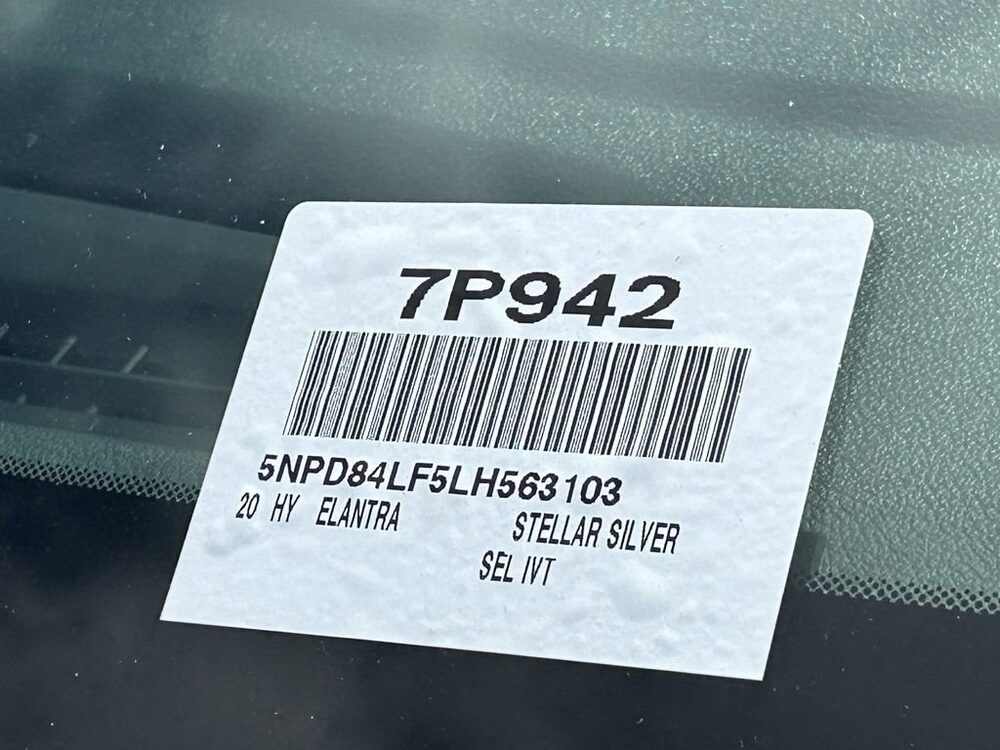 7P942
5NPD84LF5LH563103
20 HY ELANTRA STELLAR SILVER
SEL IVT